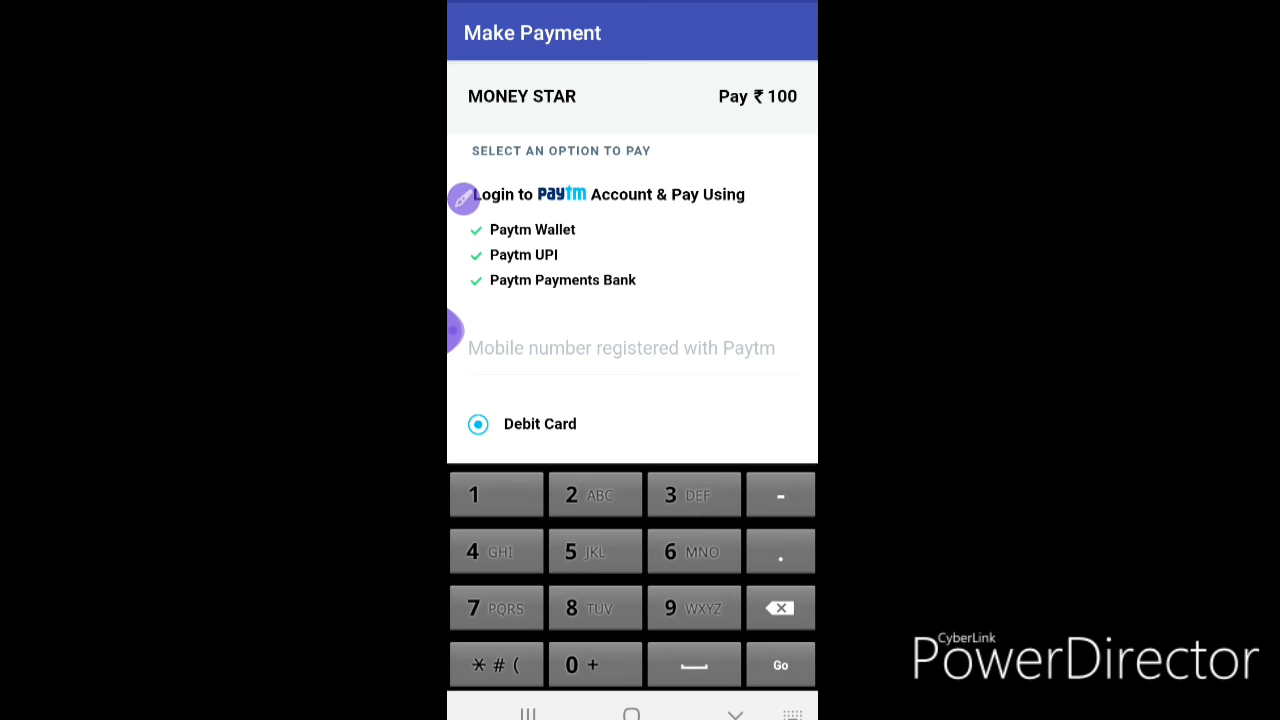 Make Payment
MONEY STAR Pay ₹ 100
SELECT AN OPTION TO PAY
Login to paytm Account & Pay Using
Paytm Wallet
Paytm UPI
Paytm Payments Bank
Mobile number registered with Paytm
Debit Card
1 2 ABC 3 DEF -
4 GHI 5 JKL 6 MNO .
7 PQRS 8 TUV 9 WXYZ
* # ( 0 + Go
CyberLink
PowerDirector